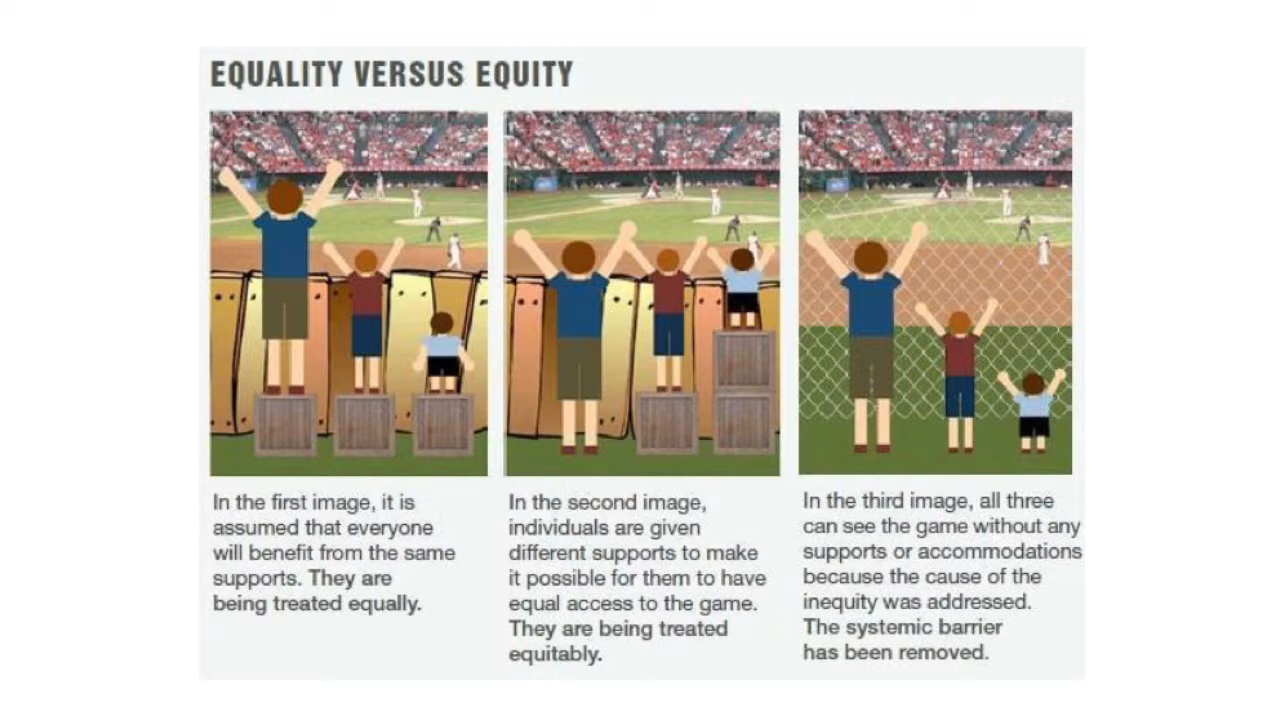 EQUALITY VERSUS EQUITY
In the first image, it is
assumed that everyone
will benefit from the same
supports. They are
being treated equally.
In the second image,
individuals are given
different supports to make
it possible for them to have
equal access to the game.
They are being treated
equitably.
In the third image, all three
can see the game without any
supports or accommodations
because the cause of the
inequity was addressed.
The systemic barrier
has been removed.